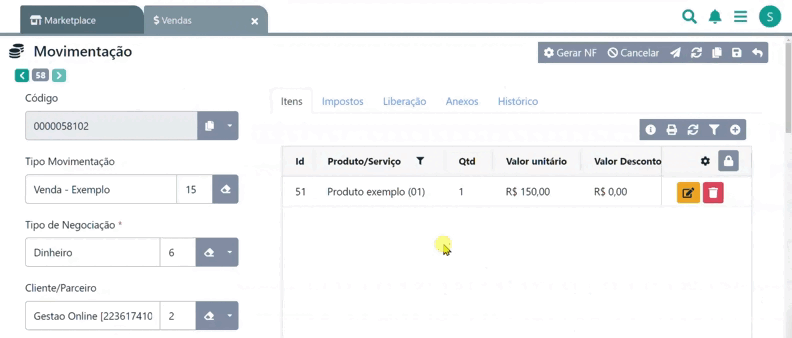 Marketplace
Vendas
S
Movimentação
Gerar NF
Cancelar
58
Código
0000058102
Tipo Movimentação
Venda - Exemplo 15
Tipo de Negociação *
Dinheiro 6
Cliente/Parceiro
Gestao Online [223617410 2
Itens Impostos Liberação Anexos Histórico
Id Produto/Serviço Qtd Valor unitário Valor Desconto
51 Produto exemplo (01) 1 R$ 150,00 R$ 0,00